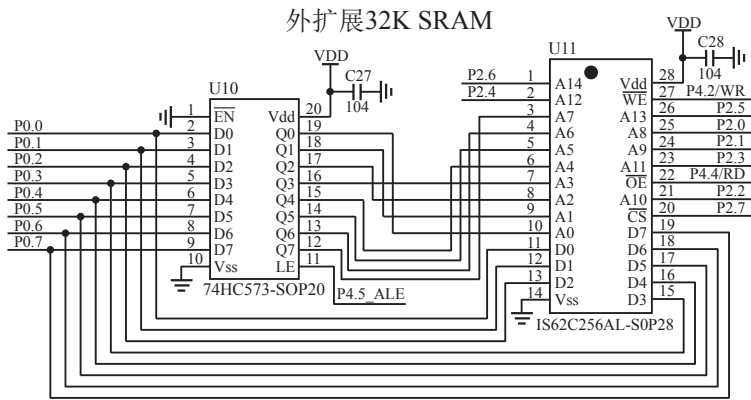 外扩展32K SRAM
VDD
C27
104
U10
1 EN Vdd 20
P0.0 2 D0 Q0 19
P0.1 3 D1 Q1 18
P0.2 4 D2 Q2 17
P0.3 5 D3 Q3 16
P0.4 6 D4 Q4 15
P0.5 7 D5 Q5 14
P0.6 8 D6 Q6 13
P0.7 9 D7 Q7 12
10 Vss LE 11 P4.5_ALE
74HC573-SOP20
VDD
C28
104
U11
P2.6 1 A14 Vdd 28
P2.4 2 A12 WE 27 P4.2/WR
3 A7 A13 26 P2.5
4 A6 A8 25 P2.0
5 A5 A9 24 P2.1
6 A4 A11 23 P2.3
7 A3 OE 22 P4.4/RD
8 A2 A10 21 P2.2
9 A1 CS 20 P2.7
10 A0 D7 19
11 D0 D6 18
12 D1 D5 17
13 D2 D4 16
14 Vss D3 15
IS62C256AL-S0P28